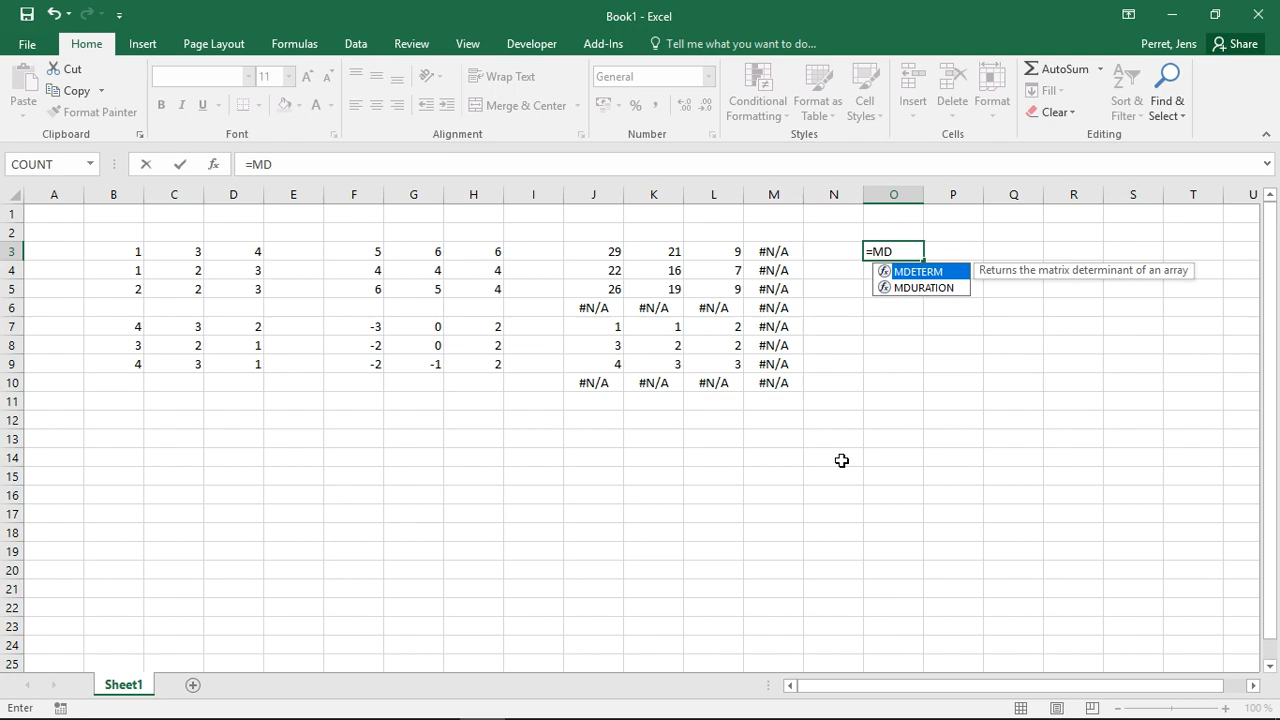 Book1 - Excel
File Home Insert Page Layout Formulas Data Review View Developer Add-Ins Tell me what you want to do... Perret, Jens Share
Cut 11 Wrap Text General AutoSum
Paste Copy Conditional Formatting Format as Table Cell Styles Insert Delete Format Fill Sort & Filter Find & Select
Format Painter B I U A Merge & Center % Clear
Clipboard Font Alignment Number Styles Cells Editing
COUNT fx =MD
A B C D E F G H I J K L M N O P Q R S T U
1
2
3 1 3 4 5 6 6 29 21 9 #N/A =MD
4 1 2 3 4 4 4 22 16 7 #N/A MDETERM Returns the matrix determinant of an array
5 2 2 3 6 5 4 26 19 9 #N/A MDURATION
6 #N/A #N/A #N/A #N/A
7 4 3 2 -3 0 2 1 1 2 #N/A
8 3 2 1 -2 0 2 3 2 2 #N/A
9 4 3 1 -2 -1 2 4 3 3 #N/A
10 #N/A #N/A #N/A #N/A
11
12
13
14
15
16
17
18
19
20
21
22
23
24
25
Sheet1
Enter 100 %